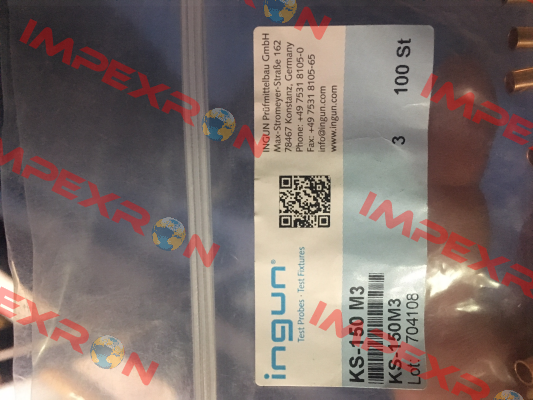 INGUN Prüfmittelbau GmbH
Max-Stromeyer-Straße 162
78467 Konstanz, Germany
Phone: +49 7531 8105-0
Fax: +49 7531 8105-65
info@ingun.com
www.ingun.com
ingun®
Test Probes · Test Fixtures
KS-150 M3
KS-150M3
Lot: 704108
3
100 St
IMPEXRON
IMPEXRON
IMPEXRON
IMPEXRON
IMPEXRON